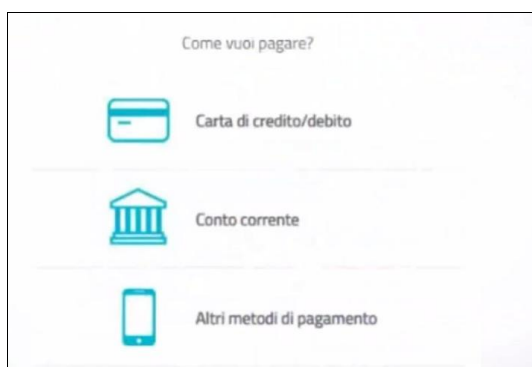 Come vuoi pagare?
Carta di credito/debito
Conto corrente
Altri metodi di pagamento